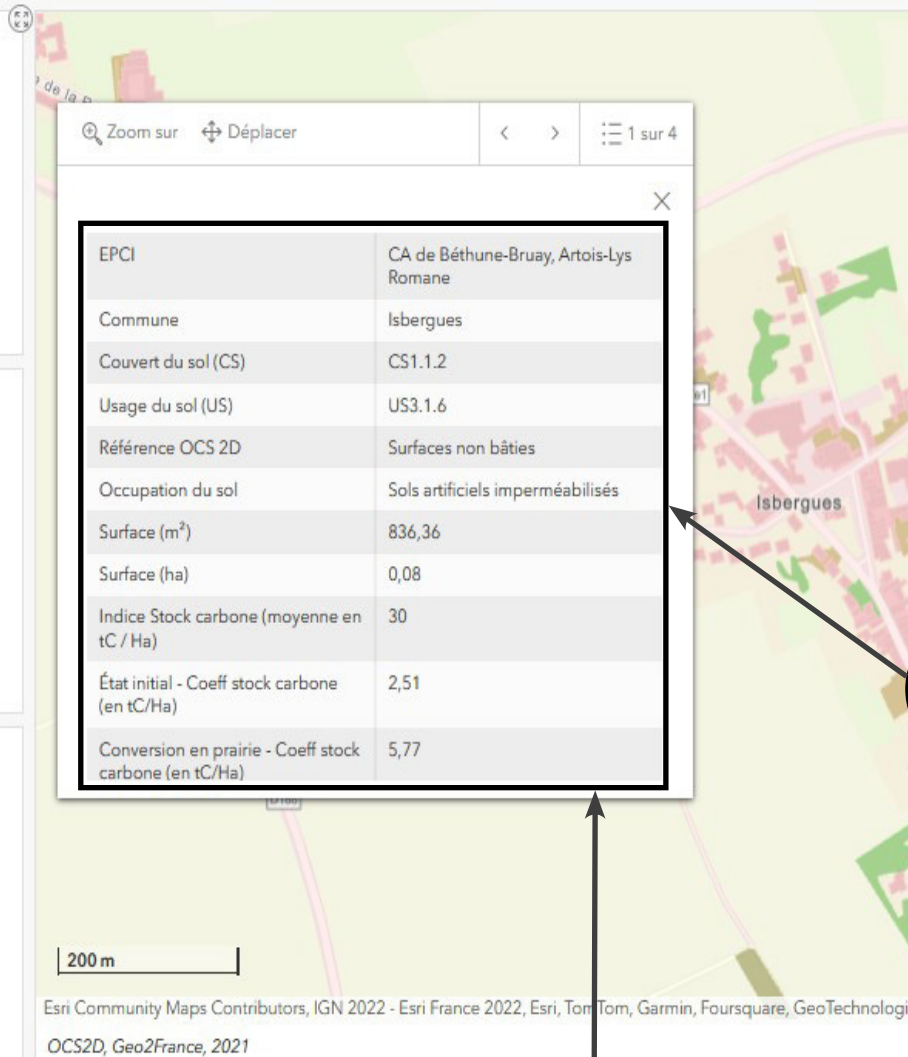 de la
Zoom sur Déplacer < > 1 sur 4
EPCI CA de Béthune-Bruay, Artois-Lys
Romane
Commune Isbergues
Couvert du sol (CS) CS1.1.2
Usage du sol (US) US3.1.6
Référence OCS 2D Surfaces non bâties
Occupation du sol Sols artificiels imperméabilisés
Surface (m²) 836,36
Surface (ha) 0,08
Indice Stock carbone (moyenne en 30
tC / Ha)
État initial - Coeff stock carbone 2,51
(en tC/Ha)
Conversion en prairie - Coeff stock 5,77
carbone (en tC/Ha)
Isbergues
200 m
Esri Community Maps Contributors, IGN 2022 - Esri France 2022, Esri, TomTom, Garmin, Foursquare, GeoTechnologi
OCS2D, Geo2France, 2021